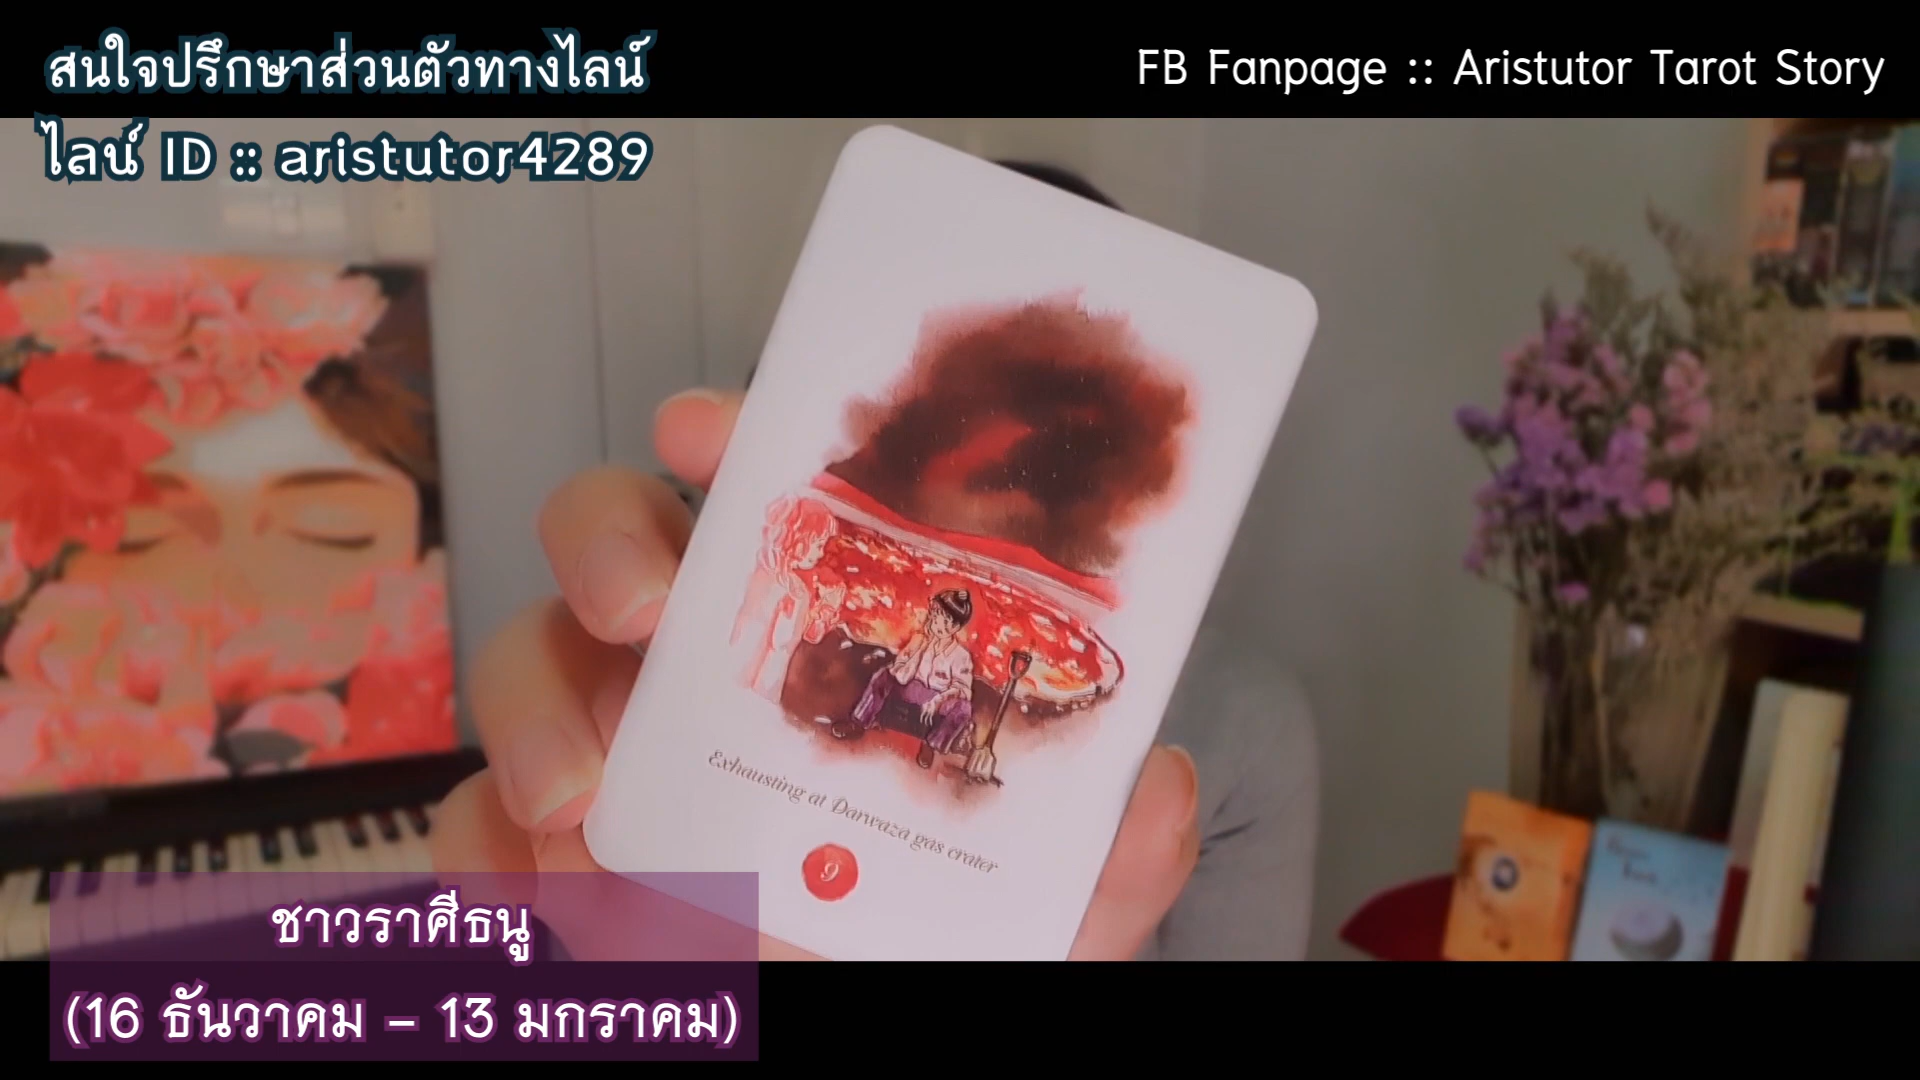 สนใจปรึกษาส่วนตัวทางไลน์
ไลน์ ID :: aristutor4289
FB Fanpage :: Aristutor Tarot Story
Exhausting at Darwaza gas crater
9
ชาวราศีธนู
(16 ธันวาคม – 13 มกราคม)